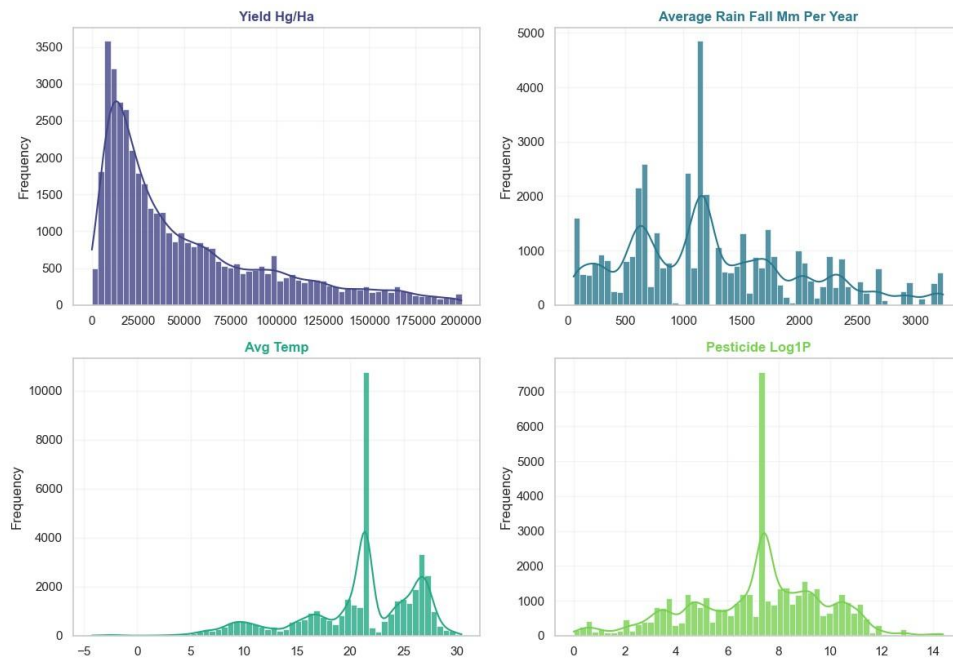 Yield Hg/Ha
Frequency
3500
3000
2500
2000
1500
1000
500
0
0 25000 50000 75000 100000 125000 150000 175000 200000
Average Rain Fall Mm Per Year
Frequency
5000
4000
3000
2000
1000
0
0 500 1000 1500 2000 2500 3000
Avg Temp
Frequency
10000
8000
6000
4000
2000
0
−5 0 5 10 15 20 25 30
Pesticide Log1P
Frequency
7000
6000
5000
4000
3000
2000
1000
0
0 2 4 6 8 10 12 14